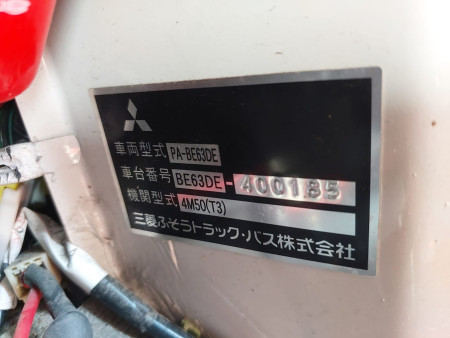 車両型式 PA-BE63DE
車台番号 BE63DE-400185
機関型式 4M50(T3)
三菱ふそうトラック・バス株式会社